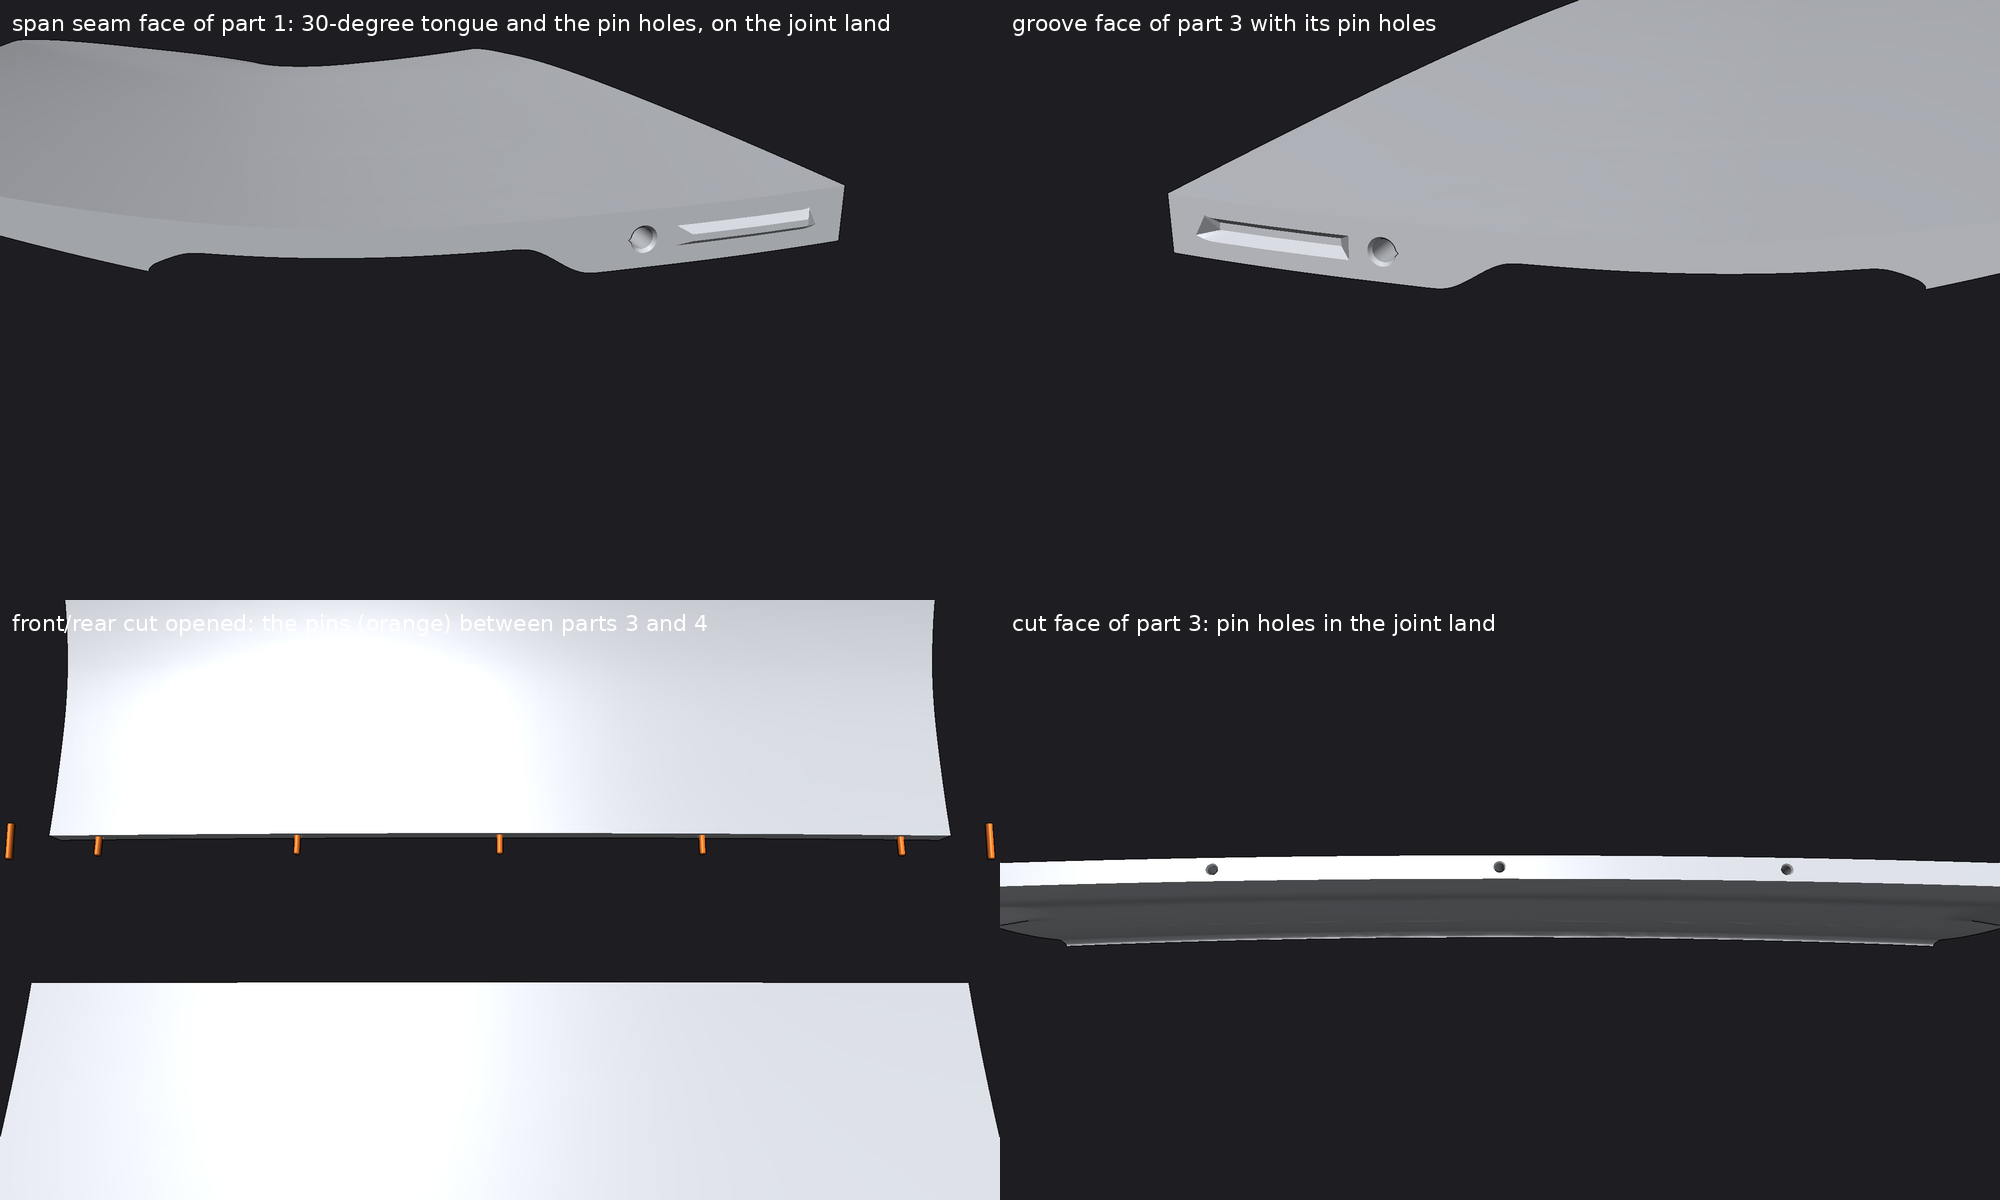 span seam face of part 1: 30-degree tongue and the pin holes, on the joint land
groove face of part 3 with its pin holes
front/rear cut opened: the pins (orange) between parts 3 and 4
cut face of part 3: pin holes in the joint land